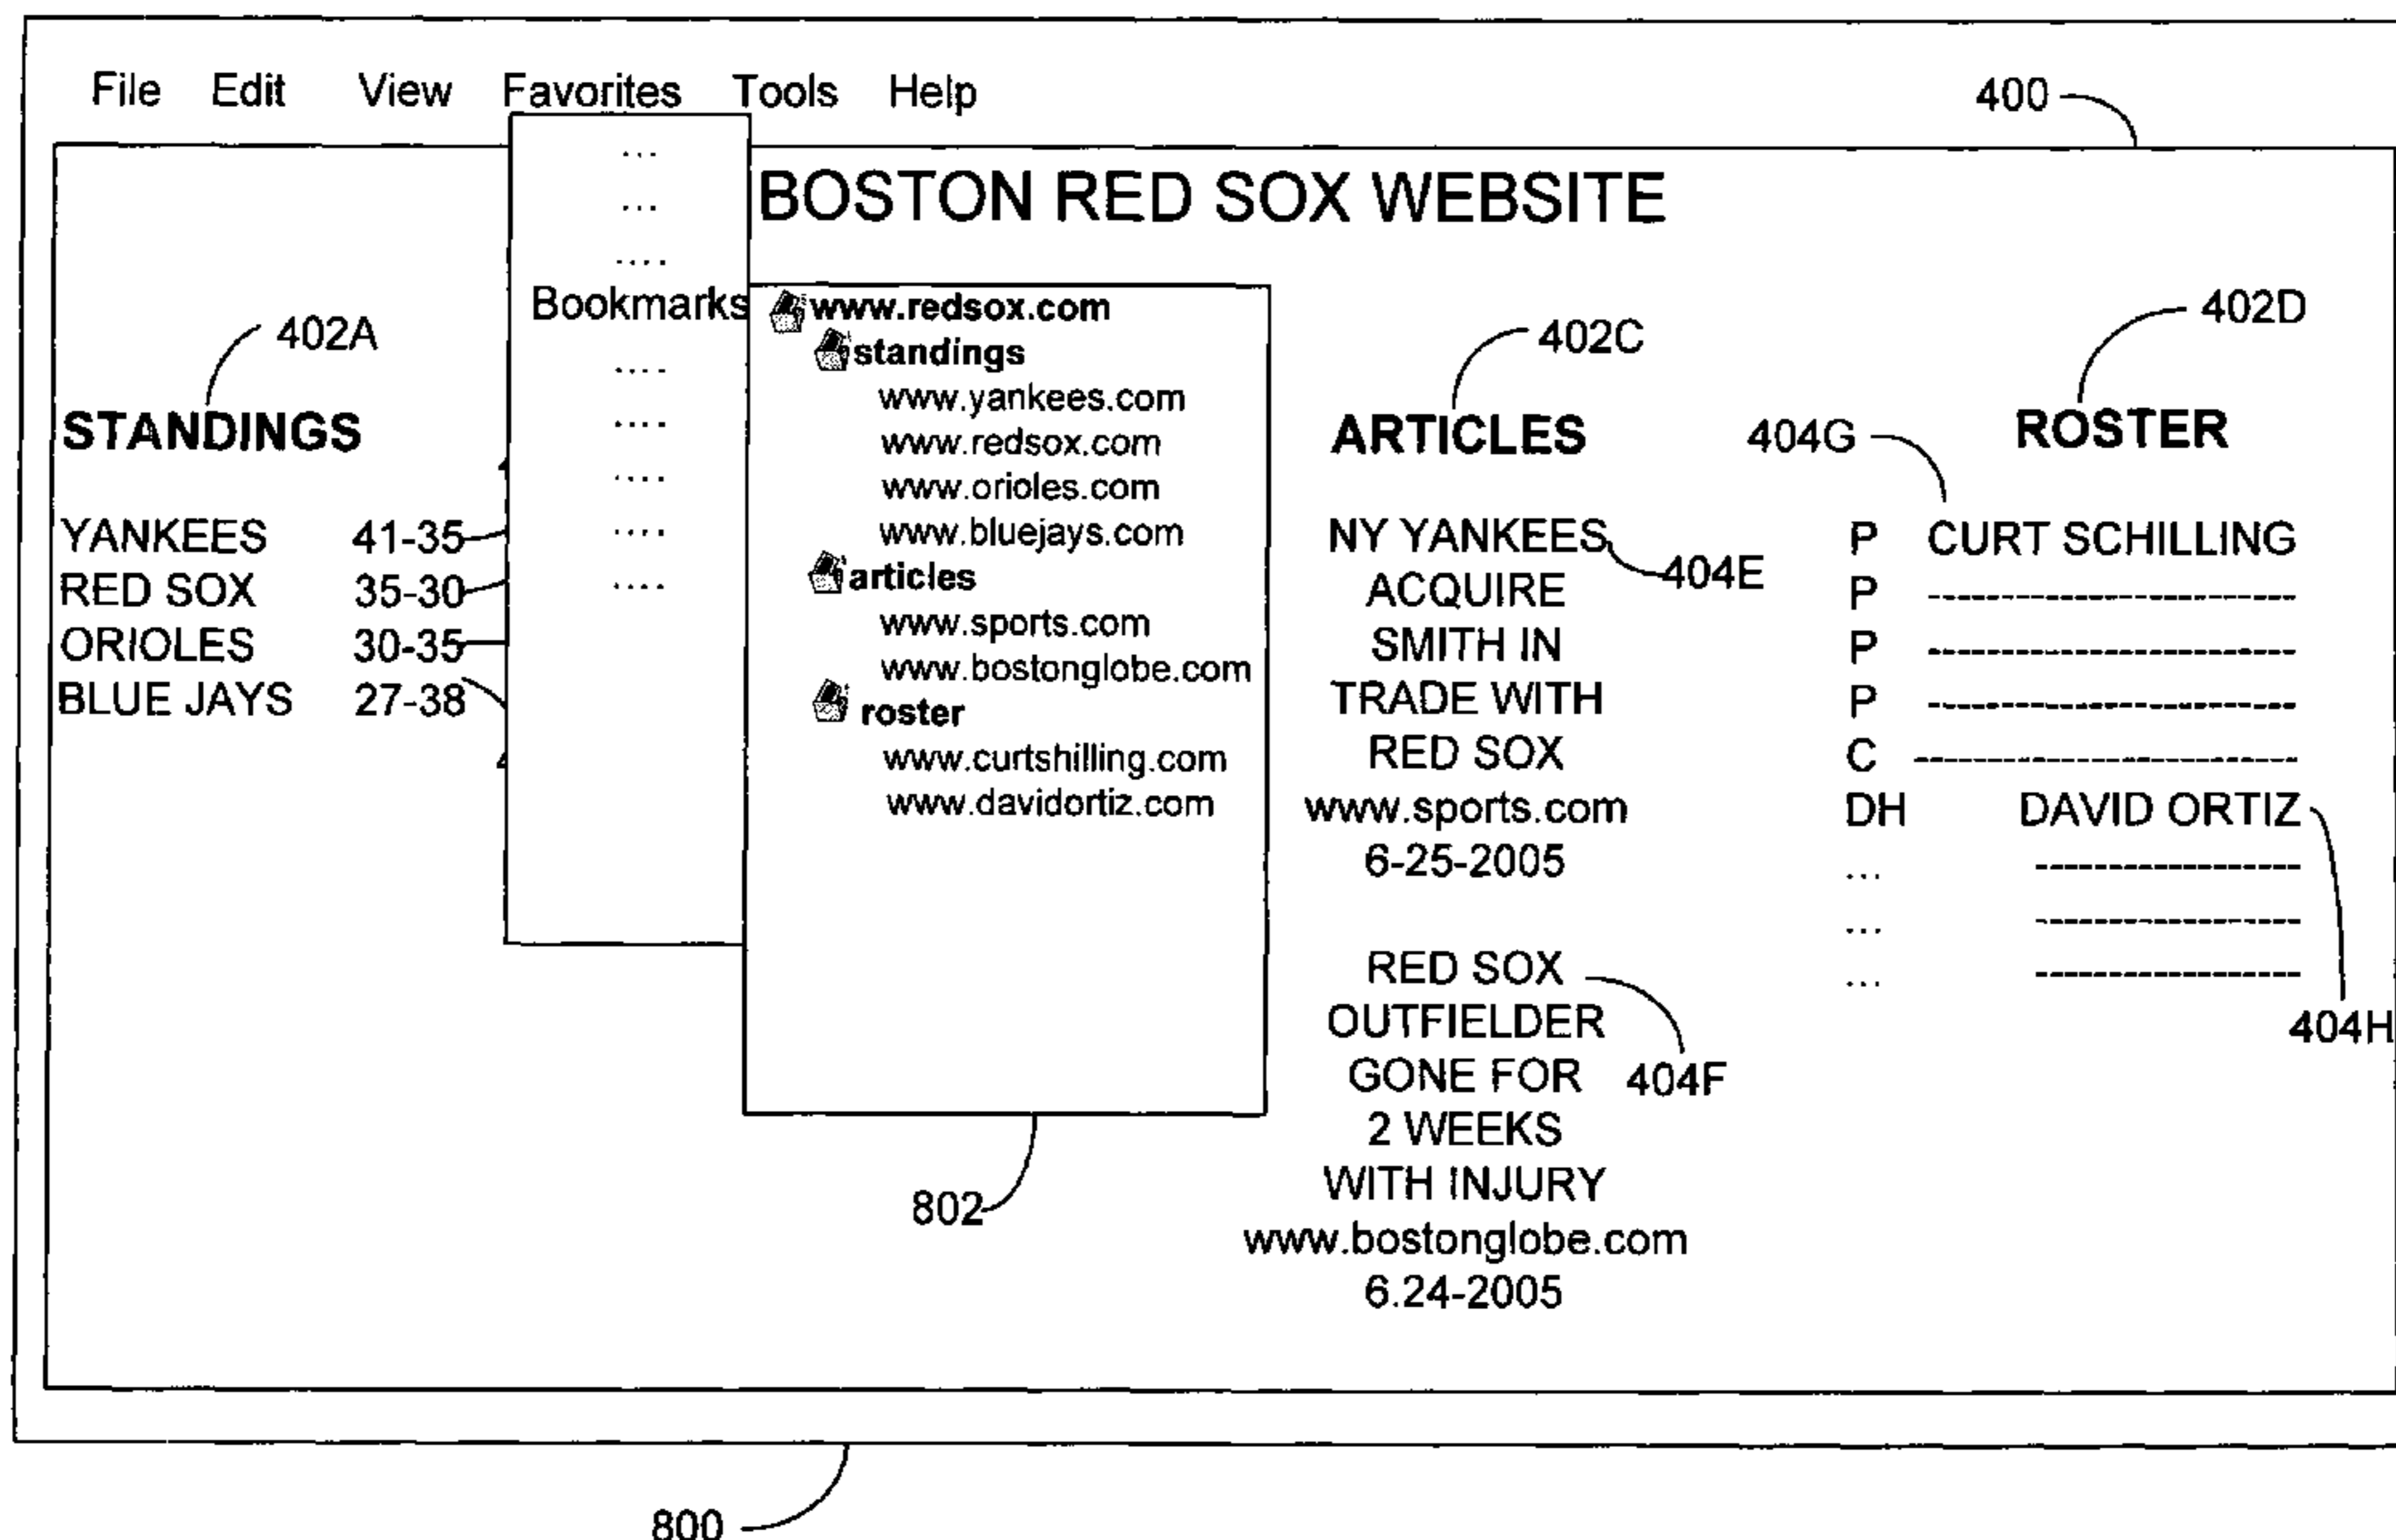 File Edit View Favorites Tools Help
400
...
...
....
BOSTON RED SOX WEBSITE
Bookmarks
....
....
....
....
....
www.redsox.com
standings
www.yankees.com
www.redsox.com
www.orioles.com
www.bluejays.com
articles
www.sports.com
www.bostonglobe.com
roster
www.curtshilling.com
www.davidortiz.com
802
402A
STANDINGS
YANKEES 41-35
RED SOX 35-30
ORIOLES 30-35
BLUE JAYS 27-38
402C
ARTICLES
NY YANKEES
404E
ACQUIRE
SMITH IN
TRADE WITH
RED SOX
www.sports.com
6-25-2005
RED SOX
OUTFIELDER
GONE FOR
404F
2 WEEKS
WITH INJURY
www.bostonglobe.com
6.24-2005
402D
404G
ROSTER
P CURT SCHILLING
P --------------------
P --------------------
P --------------------
C --------------------
DH DAVID ORTIZ
... ---------------
... ---------------
... ---------------
404H
800